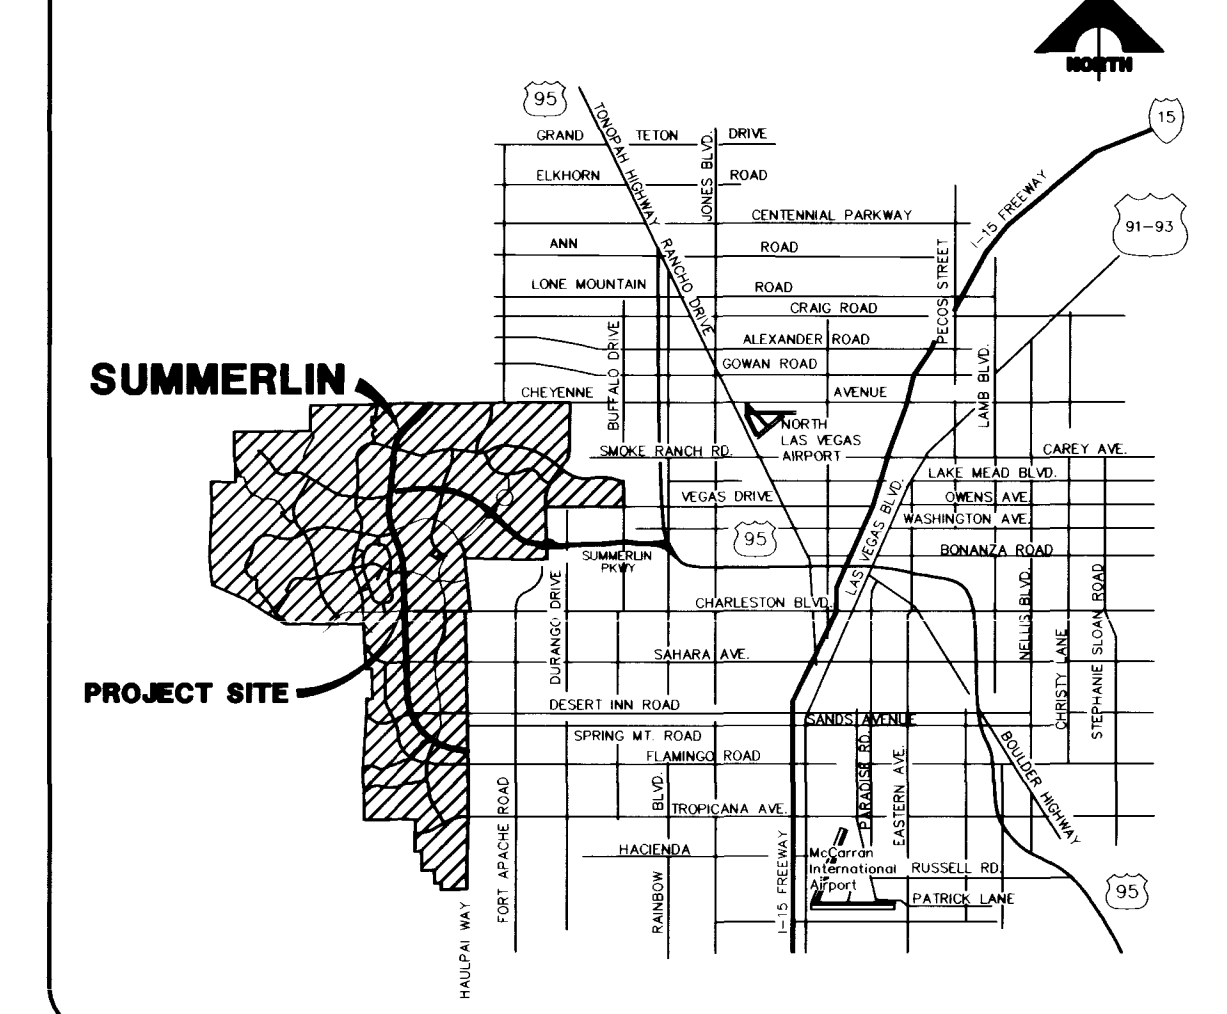 NORTH
95
15
TONOPAH HIGHWAY
GRAND TETON DRIVE
JONES BLVD.
ELKHORN ROAD
I-15 FREEWAY
91-93
CENTENNIAL PARKWAY
ANN ROAD
RANCHO DRIVE
PECOS STREET
LONE MOUNTAIN ROAD
CRAIG ROAD
BUFFALO DRIVE
ALEXANDER ROAD
GOWAN ROAD
LAMB BLVD.
SUMMERLIN
CHEYENNE AVENUE
NORTH
LAS VEGAS
AIRPORT
SMOKE RANCH RD.
CAREY AVE.
LAKE MEAD BLVD.
VEGAS DRIVE
OWENS AVE.
LAS VEGAS BLVD.
WASHINGTON AVE.
95
BONANZA ROAD
SUMMERLIN
PKWY
DURANGO DRIVE
CHARLESTON BLVD.
NELLIS BLVD.
STEPHANIE SLOAN ROAD
SAHARA AVE.
CHRISTY LANE
PROJECT SITE
DESERT INN ROAD
SANDS AVENUE
SPRING MT. ROAD
FLAMINGO ROAD
PARADISE RD.
EASTERN AVE.
BOULDER HIGHWAY
FORT APACHE ROAD
RAINBOW BLVD.
TROPICANA AVE.
HACIENDA
I-15 FREEWAY
McCarran
International
Airport
RUSSELL RD.
PATRICK LANE
95
HAULPAI WAY